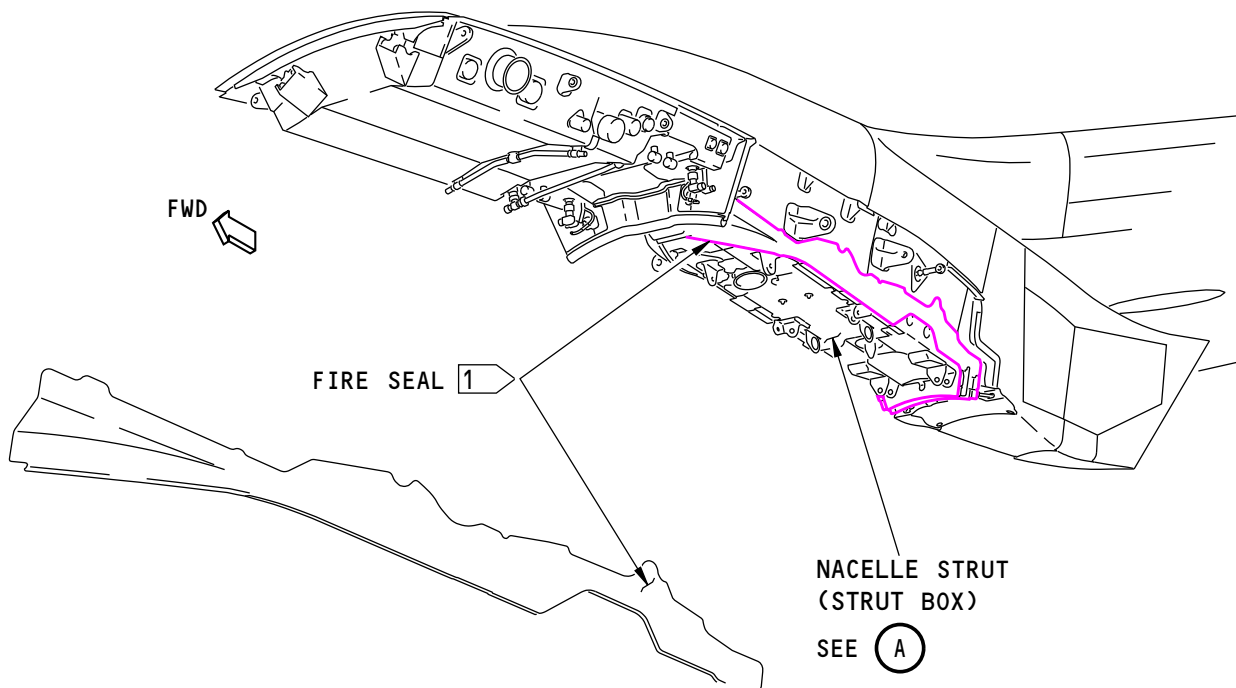 FWD
FIRE SEAL 1
NACELLE STRUT
(STRUT BOX)
SEE A